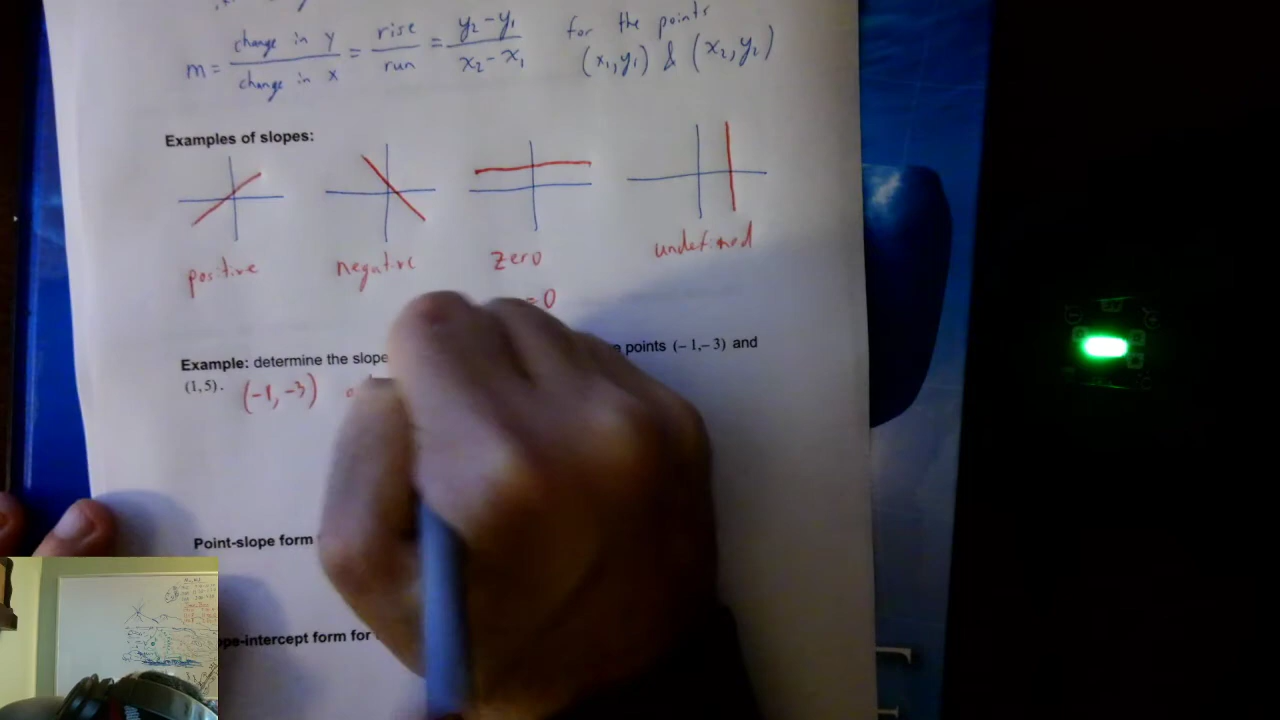 m = change in y / change in x = rise / run = y₂ - y₁ / x₂ - x₁ for the points (x₁, y₁) & (x₂, y₂)
Examples of slopes:
positive negative zero undefined
= 0
Example: determine the slope points (− 1,− 3) and
(1, 5). (-1, -3)
Point-slope form
ope-intercept form for